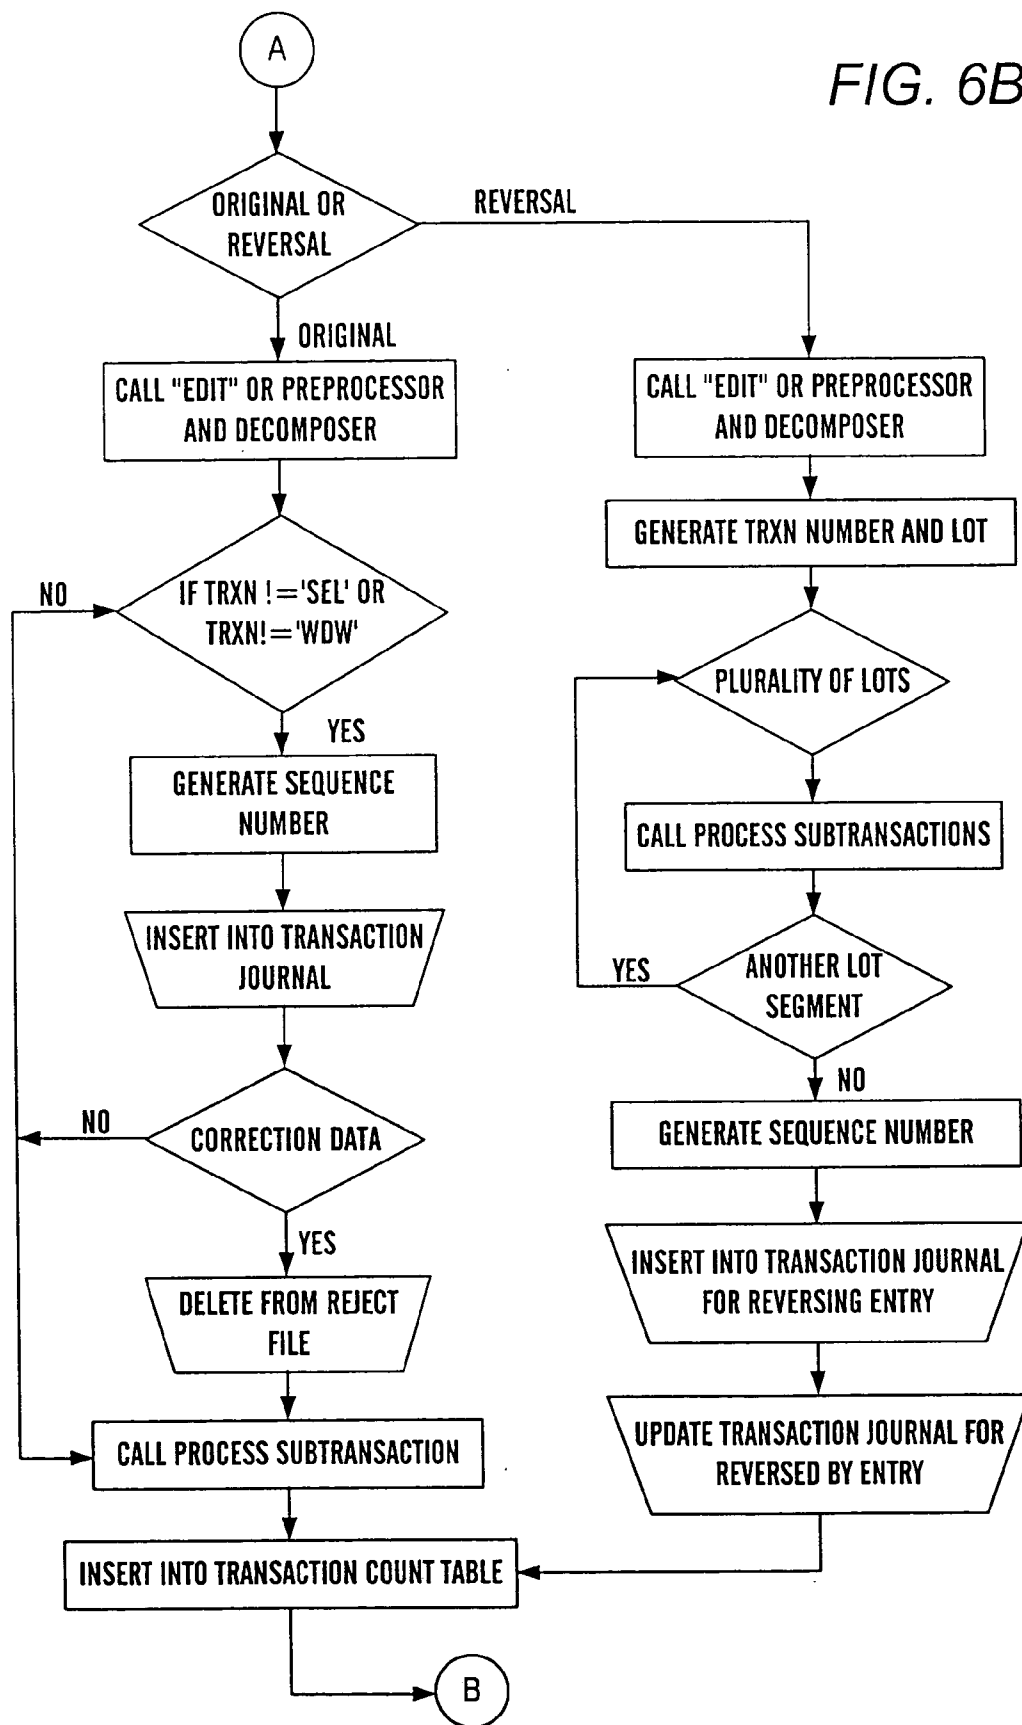 A
FIG. 6B
ORIGINAL OR
REVERSAL
REVERSAL
ORIGINAL
CALL "EDIT" OR PREPROCESSOR
AND DECOMPOSER
IF TRXN !='SEL' OR
TRXN!='WDW'
NO
YES
GENERATE SEQUENCE
NUMBER
INSERT INTO TRANSACTION
JOURNAL
CORRECTION DATA
NO
YES
DELETE FROM REJECT
FILE
CALL PROCESS SUBTRANSACTION
INSERT INTO TRANSACTION COUNT TABLE
B
CALL "EDIT" OR PREPROCESSOR
AND DECOMPOSER
GENERATE TRXN NUMBER AND LOT
PLURALITY OF LOTS
CALL PROCESS SUBTRANSACTIONS
ANOTHER LOT
SEGMENT
YES
NO
GENERATE SEQUENCE NUMBER
INSERT INTO TRANSACTION JOURNAL
FOR REVERSING ENTRY
UPDATE TRANSACTION JOURNAL FOR
REVERSED BY ENTRY